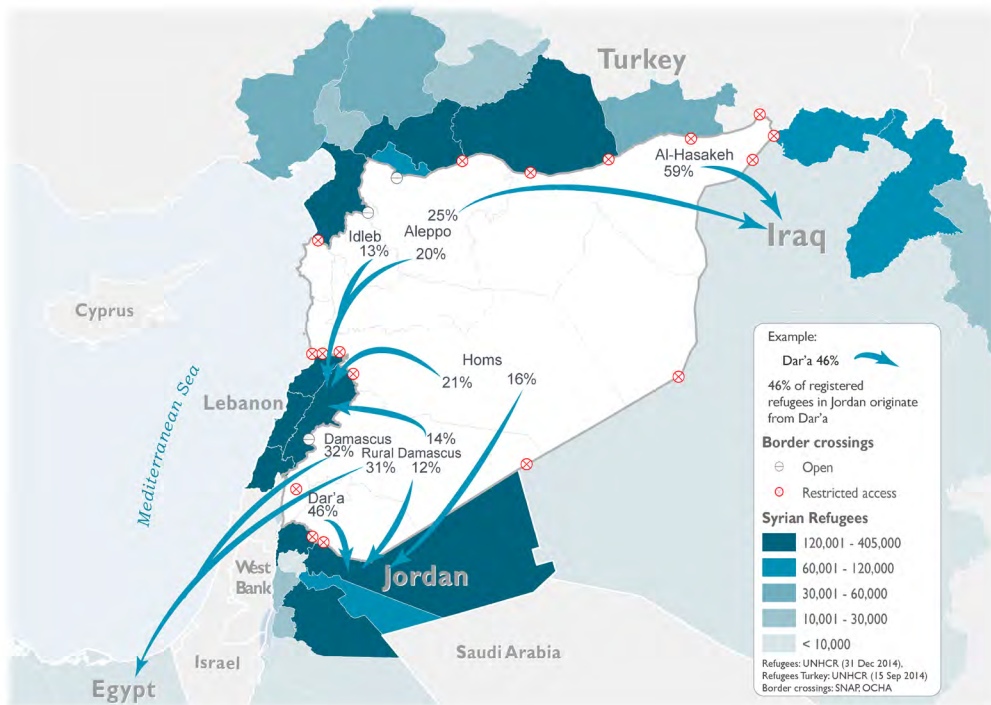 Turkey
Al-Hasakeh
59%
25%
Aleppo
20%
Idleb
13%
Iraq
Cyprus
Mediterranean Sea
Lebanon
Homs
21%
16%
14%
Damascus
32%
Rural Damascus
31%
12%
Dar'a
46%
West
Bank
Jordan
Israel
Saudi Arabia
Egypt
Example:
Dar'a 46%
46% of registered
refugees in Jordan originate
from Dar'a
Border crossings
Open
Restricted access
Syrian Refugees
120,001 - 405,000
60,001 - 120,000
30,001 - 60,000
10,001 - 30,000
< 10,000
Refugees: UNHCR (31 Dec 2014),
Refugees Turkey: UNHCR (15 Sep 2014)
Border crossings: SNAP, OCHA